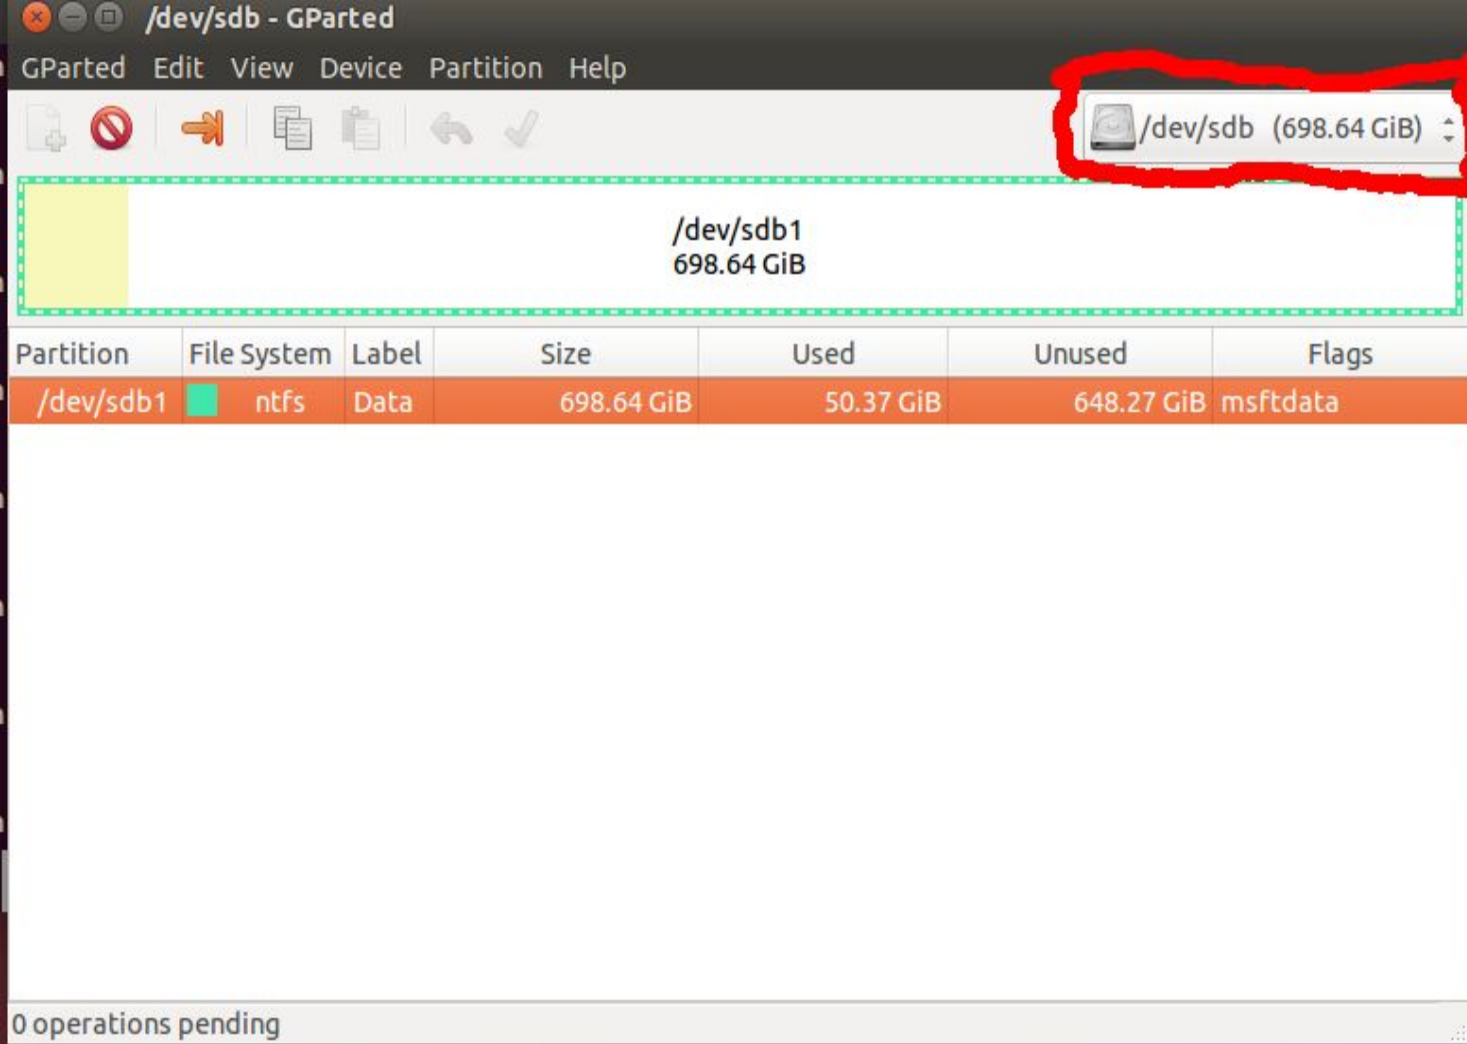 /dev/sdb - GParted
GParted Edit View Device Partition Help
/dev/sdb (698.64 GiB)
/dev/sdb1
698.64 GiB
Partition File System Label Size Used Unused Flags
/dev/sdb1 ntfs Data 698.64 GiB 50.37 GiB 648.27 GiB msftdata
0 operations pending